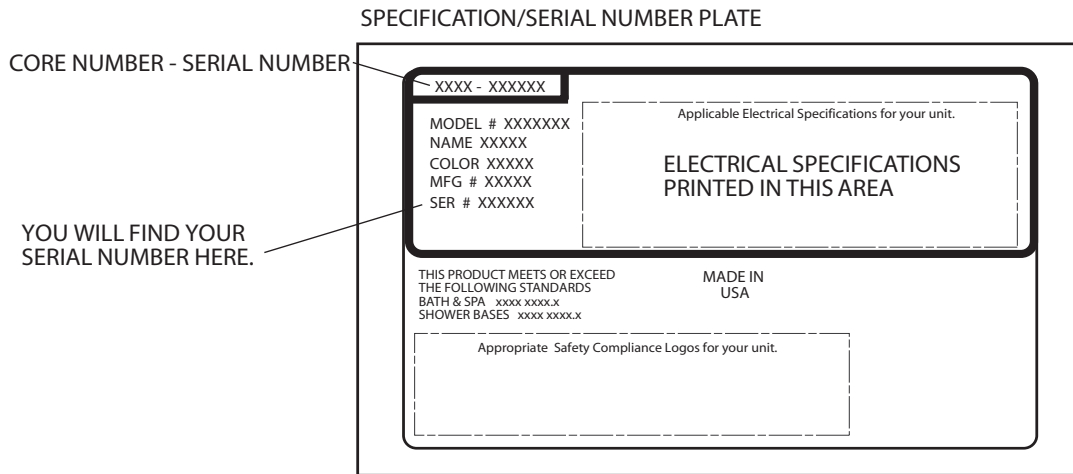 SPECIFICATION/SERIAL NUMBER PLATE
CORE NUMBER - SERIAL NUMBER
XXXX - XXXXXX
MODEL # XXXXXXX
NAME XXXXX
COLOR XXXXX
MFG # XXXXX
SER # XXXXXX
Applicable Electrical Specifications for your unit.
ELECTRICAL SPECIFICATIONS
PRINTED IN THIS AREA
YOU WILL FIND YOUR
SERIAL NUMBER HERE.
THIS PRODUCT MEETS OR EXCEED
THE FOLLOWING STANDARDS
BATH & SPA xxxx xxxx.x
SHOWER BASES xxxx xxxx.x
MADE IN
USA
Appropriate Safety Compliance Logos for your unit.